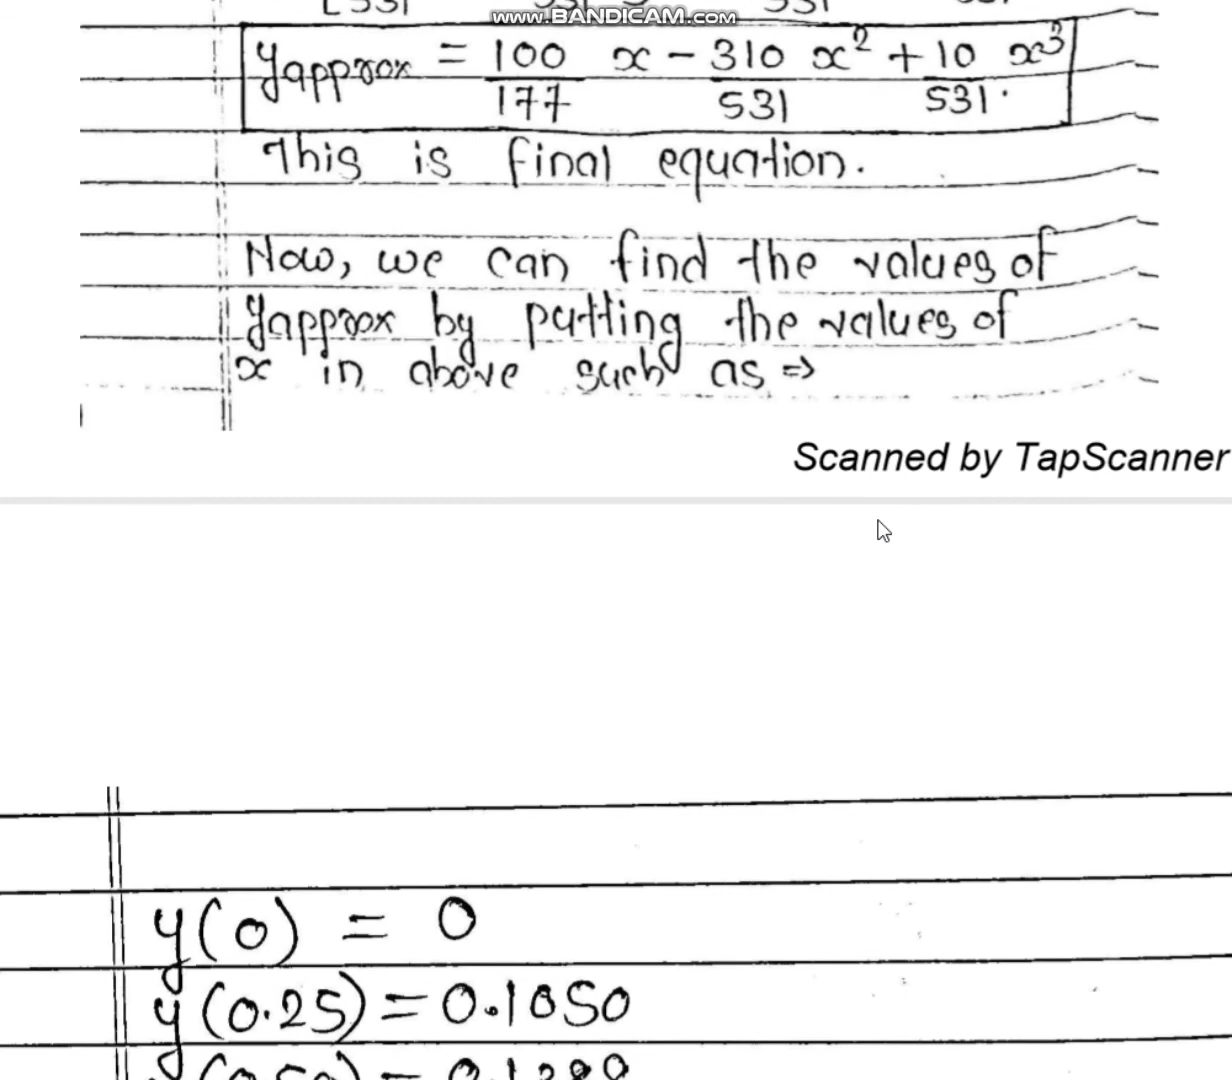 www.BANDICAM.com
yapprox = 100/177 x - 310/531 x² + 10/531 x³
This is final equation.
Now, we can find the values of
yapprox by putting the values of
x in above such as ⇒
Scanned by TapScanner
y(0) = 0
y(0.25) = 0.1050